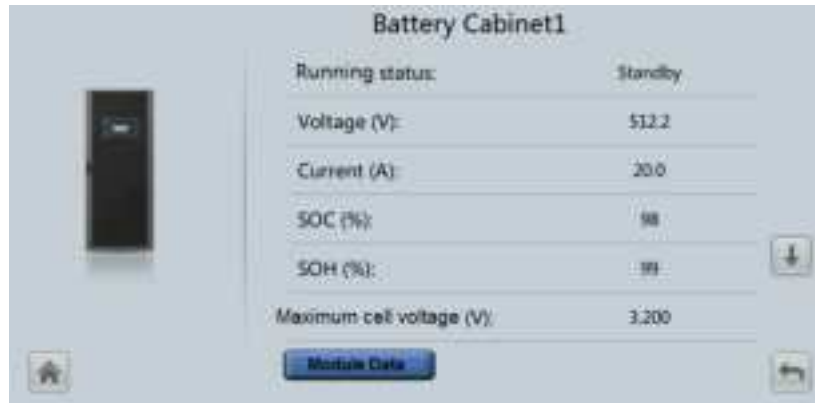 Battery Cabinet1
Running status: Standby
Voltage (V): 512.2
Current (A): 20.0
SOC (%): 98
SOH (%): 99
Maximum cell voltage (V): 3.200
Module Data